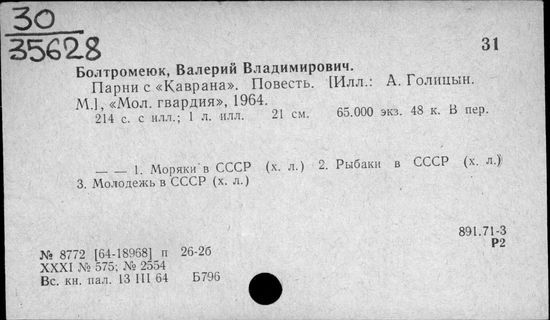 30
35628
31
Болтромеюк, Валерий Владимирович.
Парни с «Каврана». Повесть. [Илл.: А. Голицын.
М.], «Мол. гвардия», 1964.
214 с. с илл.; 1 л. илл. 21 см. 65.000 экз. 48 к. В пер.
— — 1. Моряки в СССР (х. л.) 2. Рыбаки в СССР (х. л.)
3. Молодежь в СССР (х. л.)
891.71-3
Р2
№ 8772 [64-18968] п 26-2б
XXXI № 575; № 2554
Вс. кн. пал. 13 III 64 Б796